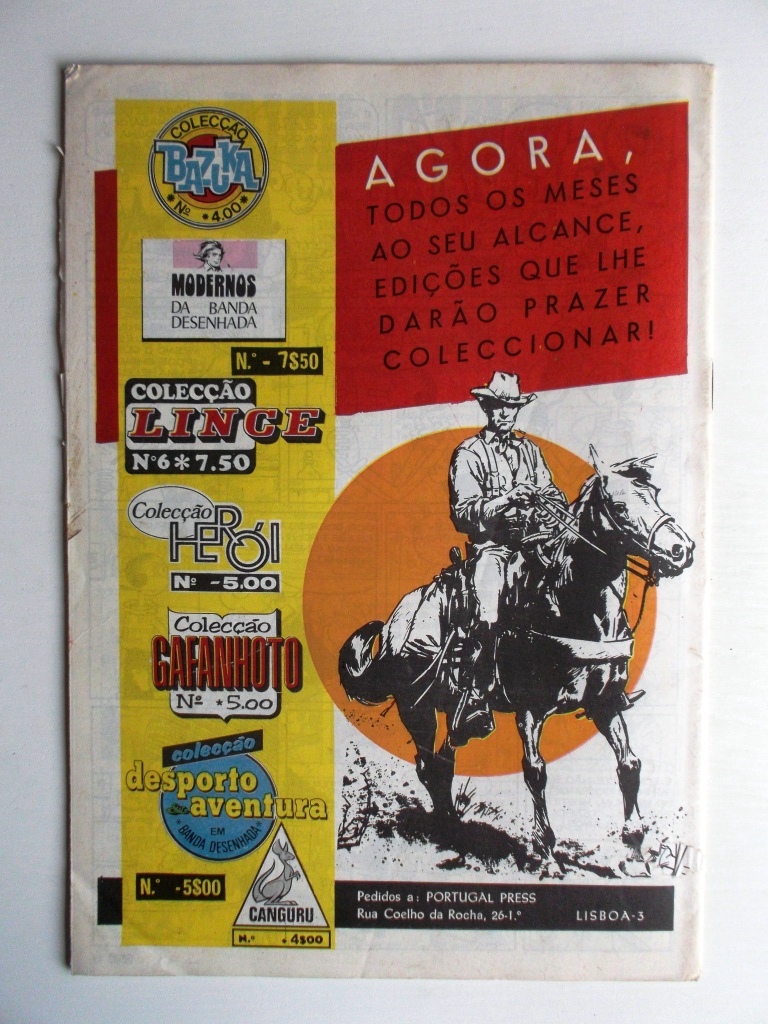 COLECÇÃO
BAZUKA
* Nº * 4.00 *
MODERNOS
DA BANDA
DESENHADA
N.º - 7$50
COLECÇÃO
LINCE
Nº6 * 7.50
Colecção
HERÓI
Nº - 5.00
Colecção
GAFANHOTO
Nº * 5.00
colecção
desporto
aventura
EM
* BANDA DESENHADA *
N.º - 5$00
CANGURU
N.º . 4$00
AGORA,
TODOS OS MESES
AO SEU ALCANCE,
EDIÇÕES QUE LHE
DARÃO PRAZER
COLECCIONAR!
Pedidos a: PORTUGAL PRESS
Rua Coelho da Rocha, 26-1.º LISBOA-3